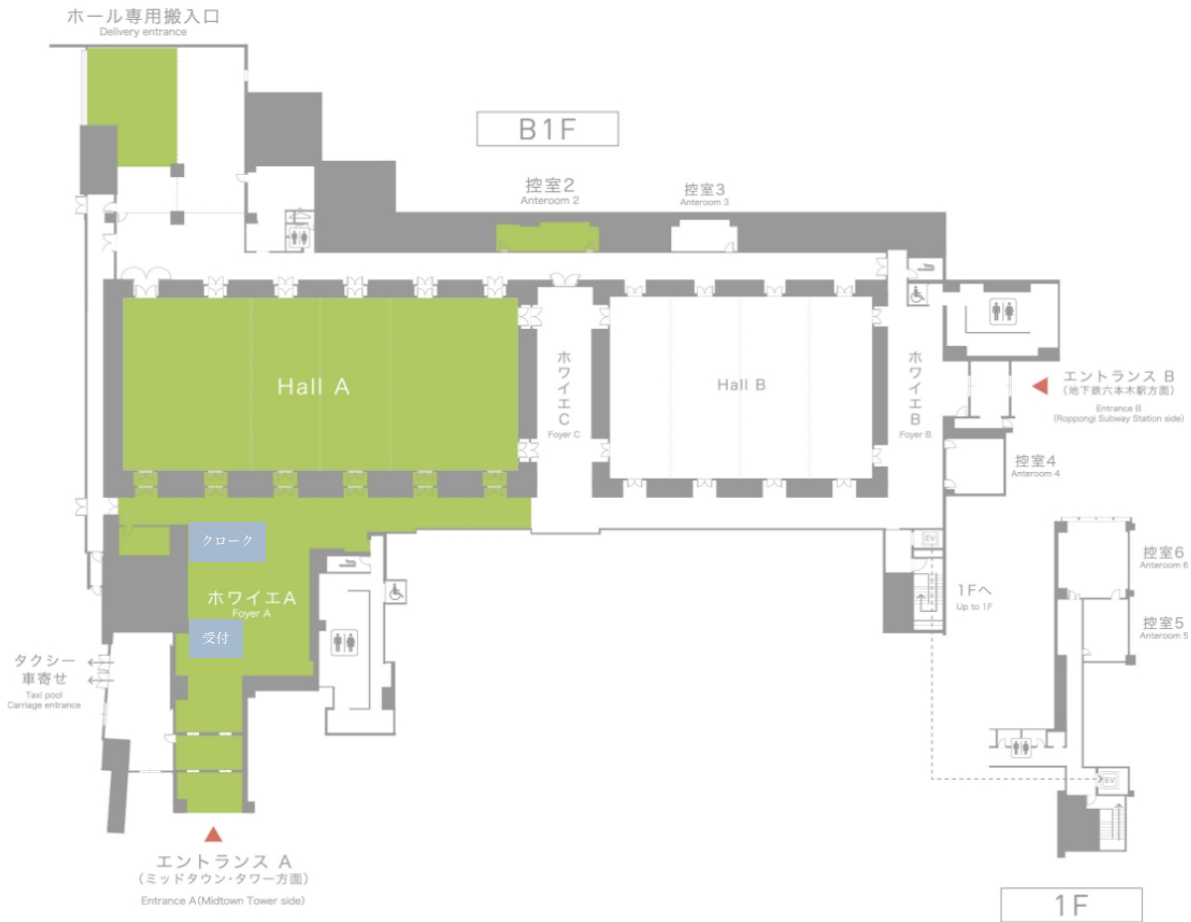 ホール専用搬入口
Delivery entrance
B1F
控室2
Anteroom 2
控室3
Anteroom 3
Hall A
ホワイエC
Foyer C
Hall B
ホワイエB
Foyer B
エントランス B
(地下鉄六本木駅方面)
Entrance B
(Roppongi Subway Station side)
控室4
Anteroom 4
クローク
ホワイエA
Foyer A
受付
EV
1Fへ
Up to 1F
控室6
Anteroom 6
控室5
Anteroom 5
タクシー
車寄せ
Taxi pool
Carriage entrance
EV
エントランス A
(ミッドタウン・タワー方面)
Entrance A(Midtown Tower side)
1F